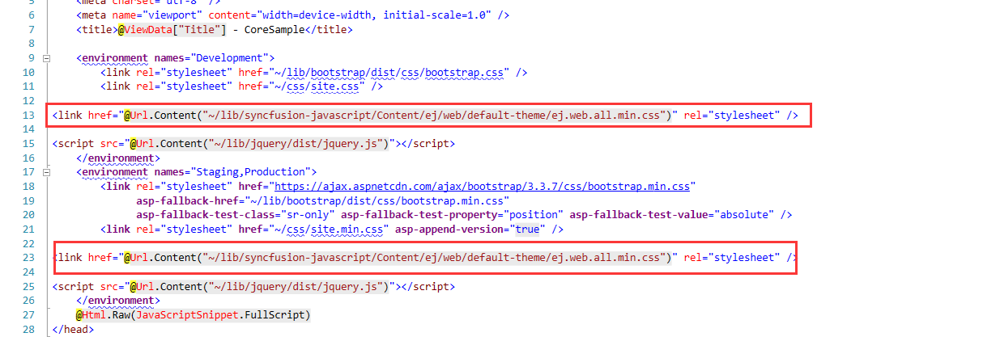 5 <meta charset="utf-8" />
6 <meta name="viewport" content="width=device-width, initial-scale=1.0" />
7 <title>@ViewData["Title"] - CoreSample</title>
8
9 <environment names="Development">
10 <link rel="stylesheet" href="~/lib/bootstrap/dist/css/bootstrap.css" />
11 <link rel="stylesheet" href="~/css/site.css" />
12
13 <link href="@Url.Content("~/lib/syncfusion-javascript/Content/ej/web/default-theme/ej.web.all.min.css")" rel="stylesheet" />
14
15 <script src="@Url.Content("~/lib/jquery/dist/jquery.js")"></script>
16 </environment>
17 <environment names="Staging,Production">
18 <link rel="stylesheet" href="https://ajax.aspnetcdn.com/ajax/bootstrap/3.3.7/css/bootstrap.min.css"
19 asp-fallback-href="~/lib/bootstrap/dist/css/bootstrap.min.css"
20 asp-fallback-test-class="sr-only" asp-fallback-test-property="position" asp-fallback-test-value="absolute" />
21 <link rel="stylesheet" href="~/css/site.min.css" asp-append-version="true" />
22
23 <link href="@Url.Content("~/lib/syncfusion-javascript/Content/ej/web/default-theme/ej.web.all.min.css")" rel="stylesheet" />
24
25 <script src="@Url.Content("~/lib/jquery/dist/jquery.js")"></script>
26 </environment>
27 @Html.Raw(JavaScriptSnippet.FullScript)
28 </head>